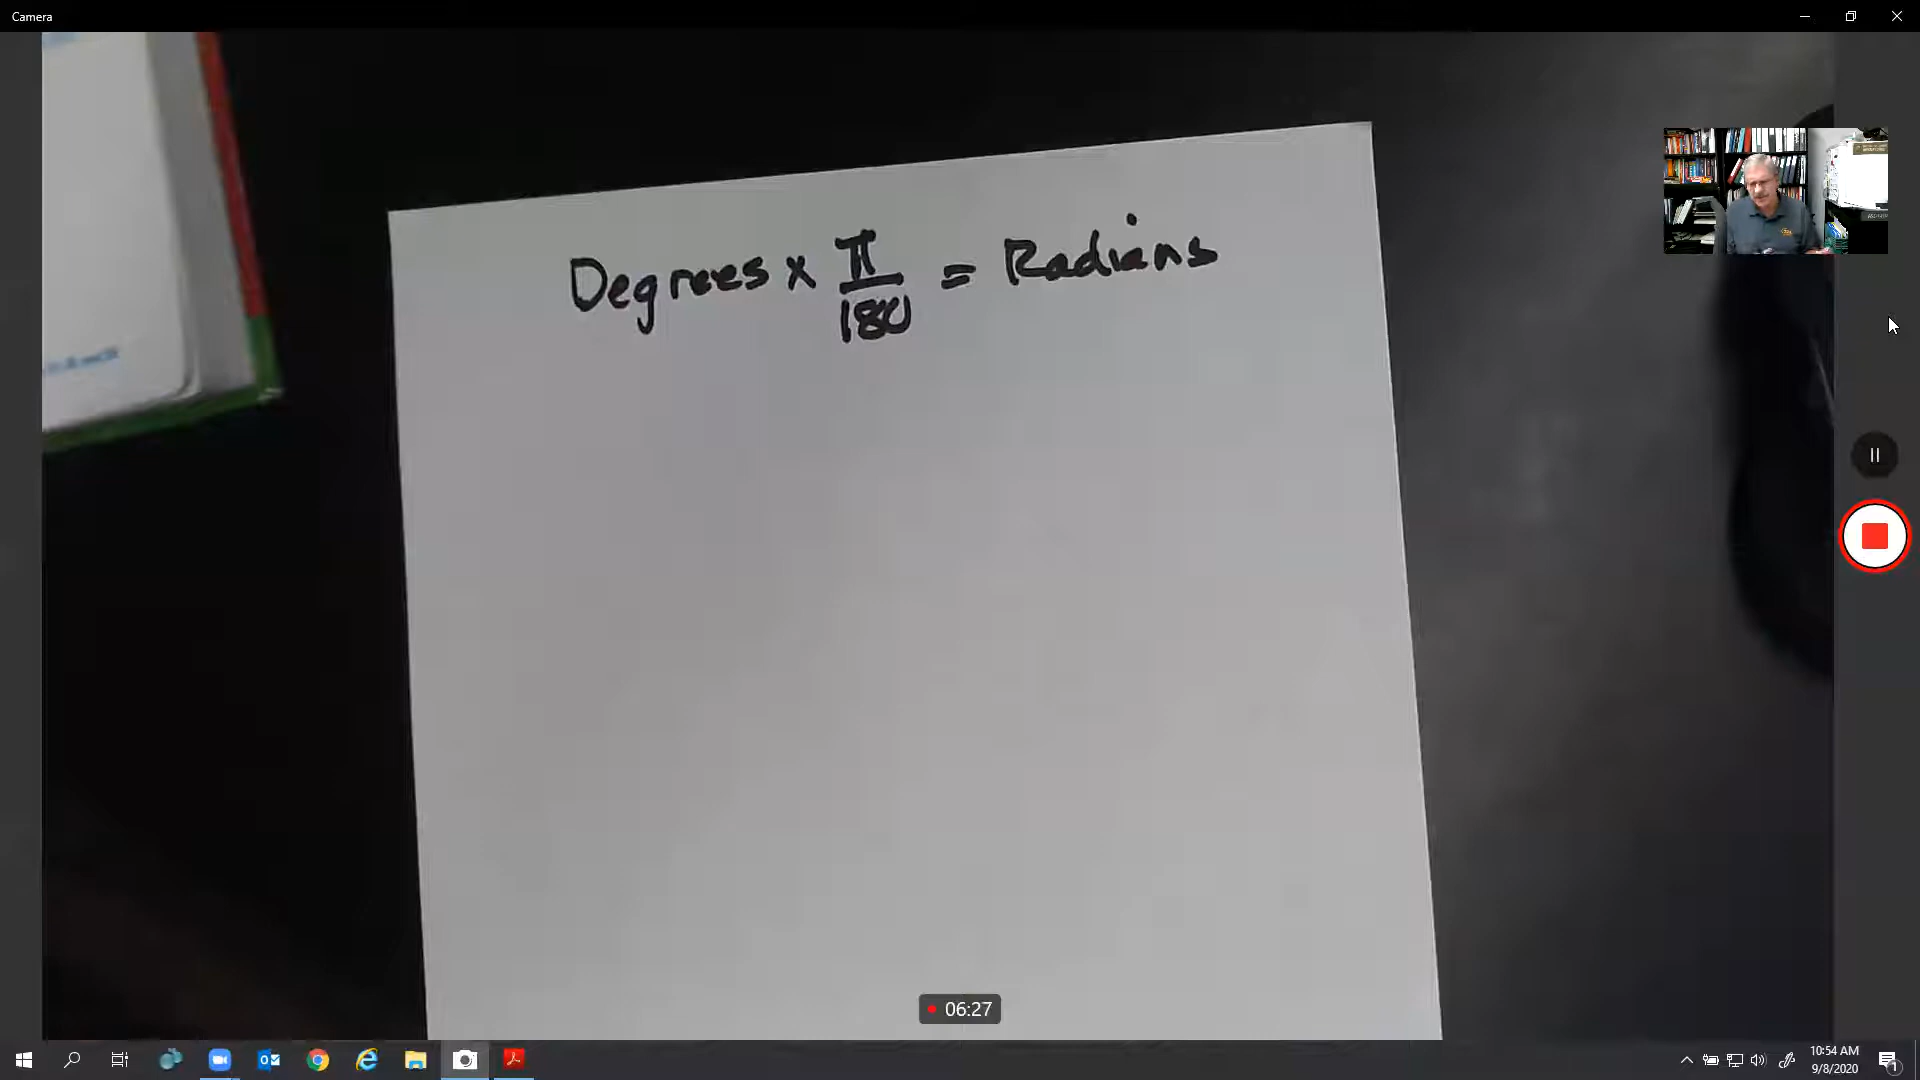 Camera
Degrees x π/180 = Radians
06:27
10:54 AM
9/8/2020